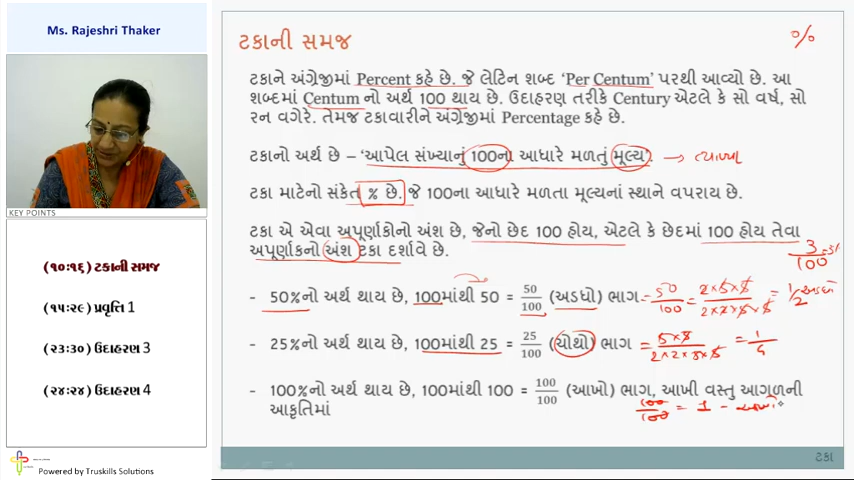 Ms. Rajeshri Thaker
KEY POINTS
(૧૦:૧૬) ટકાની સમજ
(૧૫:૨૯) પ્રવૃત્તિ 1
(૨૩:૩૦) ઉદાહરણ 3
(૨૪:૨૪) ઉદાહરણ 4
Powered by Truskills Solutions
ટકાની સમજ
%
ટકાને અંગ્રેજીમાં Percent કહે છે. જે લેટિન શબ્દ ‘Per Centum’ પરથી આવ્યો છે. આ
શબ્દમાં Centum નો અર્થ 100 થાય છે. ઉદાહરણ તરીકે Century એટલે કે સો વર્ષ, સો
રન વગેરે. તેમજ ટકાવારીને અંગ્રેજીમાં Percentage કહે છે.
ટકાનો અર્થ છે – ‘આપેલ સંખ્યાનું 100ના આધારે મળતું મૂલ્ય’. → વ્યાખ્યા
ટકા માટેનો સંકેત % છે. જે 100ના આધારે મળતા મૂલ્યનાં સ્થાને વપરાય છે.
ટકા એ એવા અપૂર્ણાંકોનો અંશ છે, જેનો છેદ 100 હોય, એટલે કે છેદમાં 100 હોય તેવા
અપૂર્ણાંકનો અંશ ટકા દર્શાવે છે. 3/100 = 3%
- 50%નો અર્થ થાય છે, 100માંથી 50 = 50/100 (અડધો) ભાગ = 50/100 = 2×5×5/2×2×5×5 = 1/2 અડધો
- 25%નો અર્થ થાય છે, 100માંથી 25 = 25/100 (ચોથો) ભાગ = 5×5/2×2×5×5 = 1/4
- 100%નો અર્થ થાય છે, 100માંથી 100 = 100/100 (આખો) ભાગ, આખી વસ્તુ આગળની
આકૃતિમાં 100/100 = 1 -
ટકા